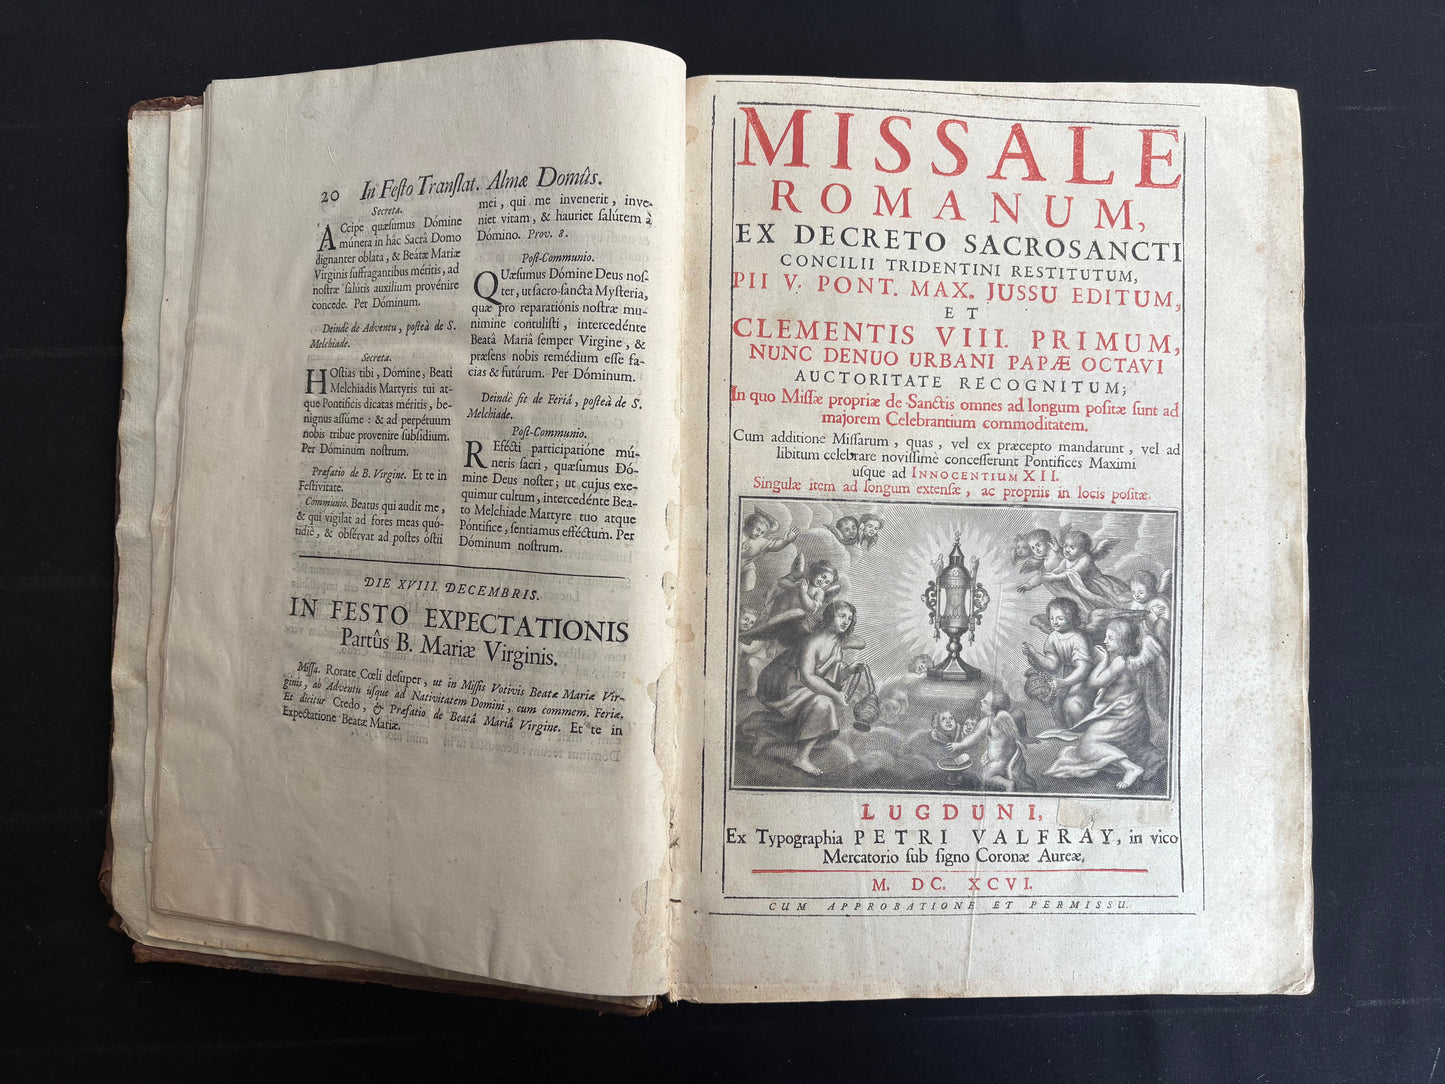 20 In Festo Translat. Almæ Domûs.
Secreta.
ACcipe quæsumus Dómine
múnera in hâc Sacrâ Domo
dignanter oblata, & Beátæ Mariæ
Virginis suffragantibus méritis, ad
nostræ salútis auxilium provenire
concede. Per Dóminum.
Deindè de Adventu, posteà de S.
Melchiade.
Secreta.
HOstias tibi, Dómine, Beati
Melchiadis Martyris tui at-
que Pontificis dicatas méritis, be-
nignus assúme : & ad perpétuum
nobis tribue provenire subsidium.
Per Dóminum nostrum.
Præfatio de B. Virgine. Et te in
Festivitate.
Communio. Beatus qui audit me,
& qui vigilat ad fores meas quó-
tidiè, & obsérvat ad postes óstii
mei, qui me invenerit, inve-
niet vitam, & hauriet salútem à
Dómino. Prov. 8.
Post-Communio.
QUæsumus Dómine Deus nos-
ter, ut sacro-sancta Mysteria,
quæ pro reparatiónis nostræ mu-
nimine contulisti, intercedénte
Beatâ Mariâ semper Virgine, &
præsens nobis remédium esse fa-
cias & futúrum. Per Dóminum.
Deindè fit de Feriâ, posteà de S.
Melchiade.
Post-Communio.
REfécti participatióne mú-
neris sacri, quæsumus Dó-
mine Deus noster; ut cujus exe-
quimur cultum, intercedénte Bea-
to Melchiade Martyre tuo atque
Pontífice, sentiamus efféctum. Per
Dóminum nostrum.
DIE XVIII. DECEMBRIS.
IN FESTO EXPECTATIONIS
Partûs B. Mariæ Virginis.
Missa. Rorate Cœli desuper, ut in Missis Votivis Beatæ Mariæ Vir-
ginis, ab Adventu usque ad Nativitatem Domini, cum commem. Feriæ,
Et dicitur Credo, & Præfatio de Beatâ Mariâ Virgine. Et te in
Expectatione Beatæ Mariæ.
MISSALE
ROMANUM,
EX DECRETO SACROSANCTI
CONCILII TRIDENTINI RESTITUTUM,
PII V. PONT. MAX. JUSSU EDITUM,
ET
CLEMENTIS VIII. PRIMUM,
NUNC DENUO URBANI PAPÆ OCTAVI
AUCTORITATE RECOGNITUM;
In quo Missæ propriæ de Sanctis omnes ad longum positæ sunt ad
majorem Celebrantium commoditatem.
Cum additione Missarum, quas, vel ex præcepto mandarunt, vel ad
libitum celebrare novissimè concesserunt Pontifices Maximi
usque ad INNOCENTIUM XII.
Singulæ item ad longum extensæ, ac propriis in locis positæ.
LUGDUNI,
Ex Typographia PETRI VALFRAY, in vico
Mercatorio sub signo Coronæ Aureæ.
M. DC. XCVI.
CUM APPROBATIONE ET PERMISSU.